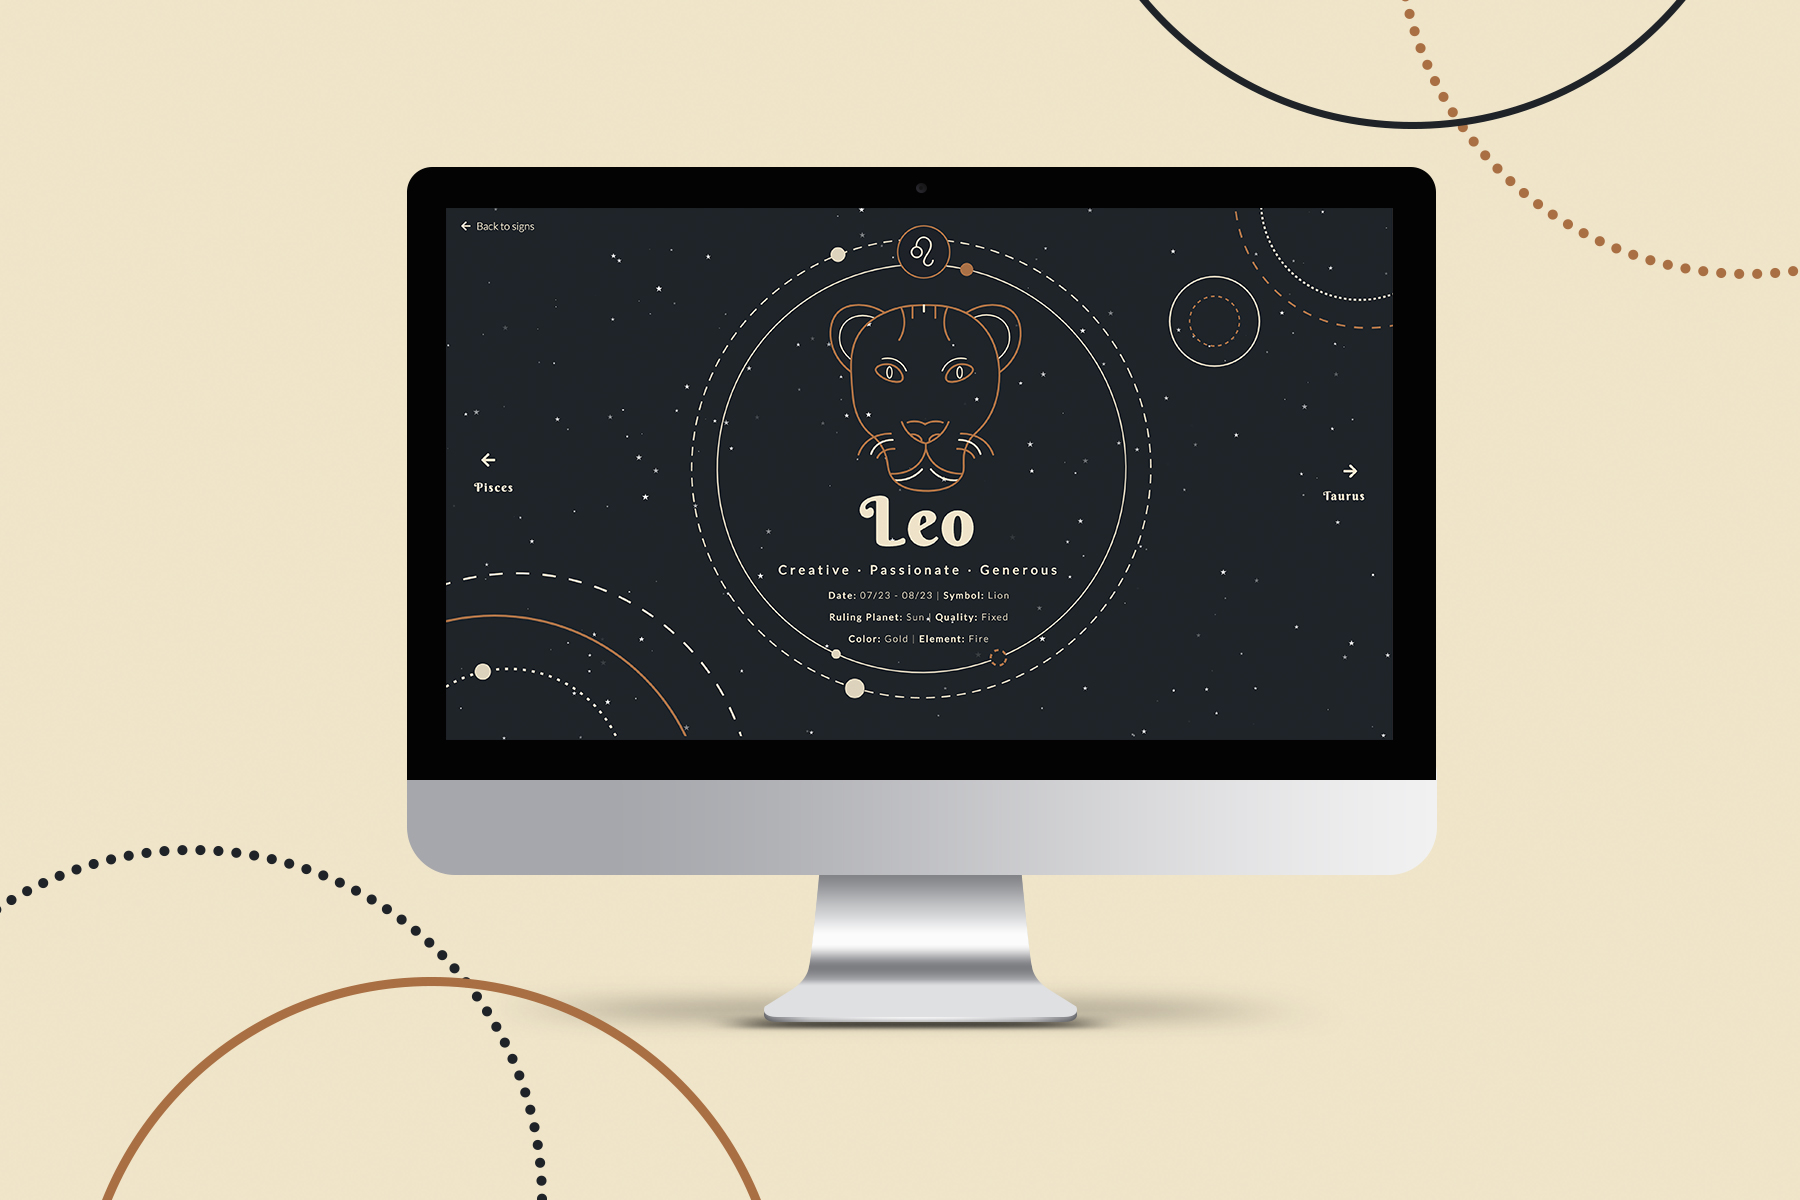 Back to signs
Pisces
Taurus
Leo
Creative · Passionate · Generous
Date: 07/23 - 08/23 | Symbol: Lion
Ruling Planet: Sun | Quality: Fixed
Color: Gold | Element: Fire